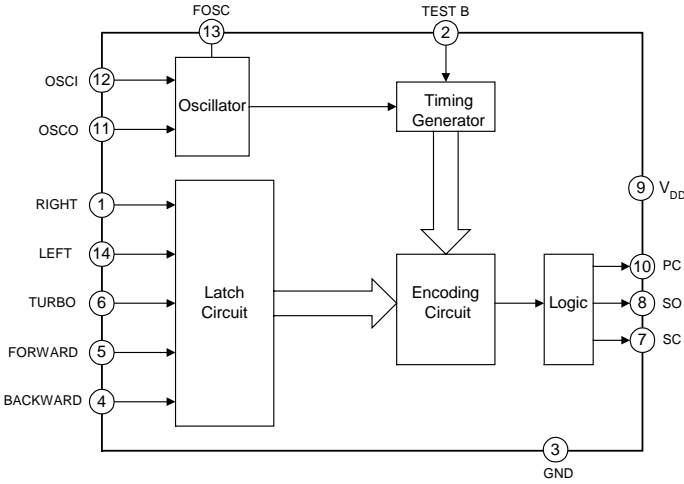 FOSC
TEST B
13
2
OSCI
12
Oscillator
Timing
Generator
OSCO
11
RIGHT
1
9
VDD
LEFT
14
Latch
Circuit
Encoding
Circuit
Logic
10
PC
TURBO
6
8
SO
FORWARD
5
7
SC
BACKWARD
4
3
GND